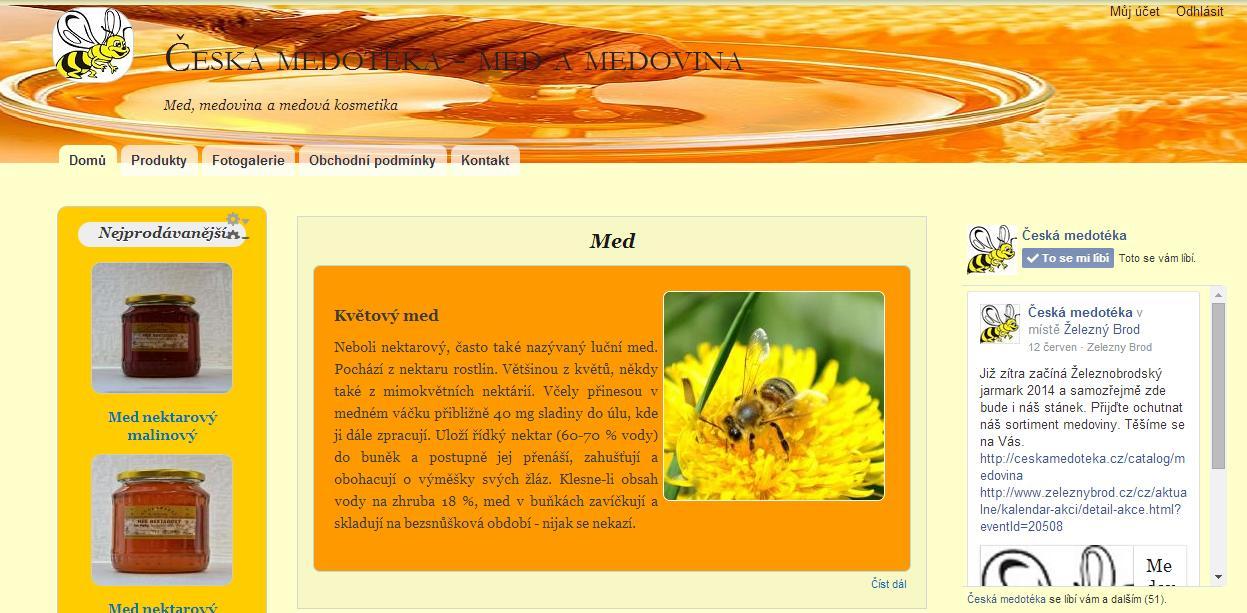 Můj účet Odhlásit
Česká medotéka - med a medovina
Med, medovina a medová kosmetika
Domů Produkty Fotogalerie Obchodní podmínky Kontakt
Nejprodávanější
Med nektarový
malinový
Med nektarový
Med
Květový med
Neboli nektarový, často také nazývaný luční med.
Pochází z nektaru rostlin. Většinou z květů, někdy
také z mimokvětních nektárií. Včely přinesou v
medném váčku přibližně 40 mg sladiny do úlu, kde
ji dále zpracují. Uloží řídký nektar (60-70 % vody)
do buněk a postupně jej přenáší, zahušťují a
obohacují o výměšky svých žláz. Klesne-li obsah
vody na zhruba 18 %, med v buňkách zavíčkují a
skladují na bezsnůšková období - nijak se nekazí.
Číst dál
Česká medotéka
To se mi líbí Toto se vám líbí.
Česká medotéka v
místě Železný Brod
12 červen · Zelezny Brod
Již zítra začíná Železnobrodský
jarmark 2014 a samozřejmě zde
bude i náš stánek. Přijďte ochutnat
náš sortiment medoviny. Těšíme se
na Vás.
http://ceskamedoteka.cz/catalog/m
edovina
http://www.zeleznybrod.cz/cz/aktua
lne/kalendar-akci/detail-akce.html?
eventId=20508
Me
Česká medotéka se líbí vám a dalším (51).